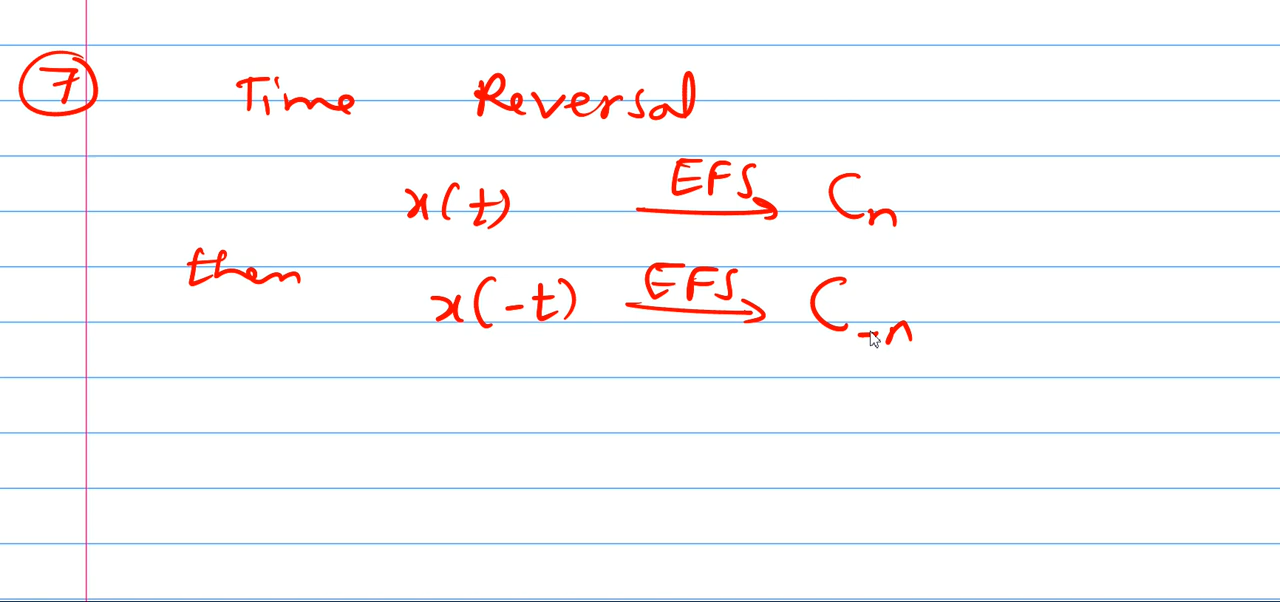 7 Time Reversal
x(t) EFS→ Cn
then x(-t) EFS→ C-n